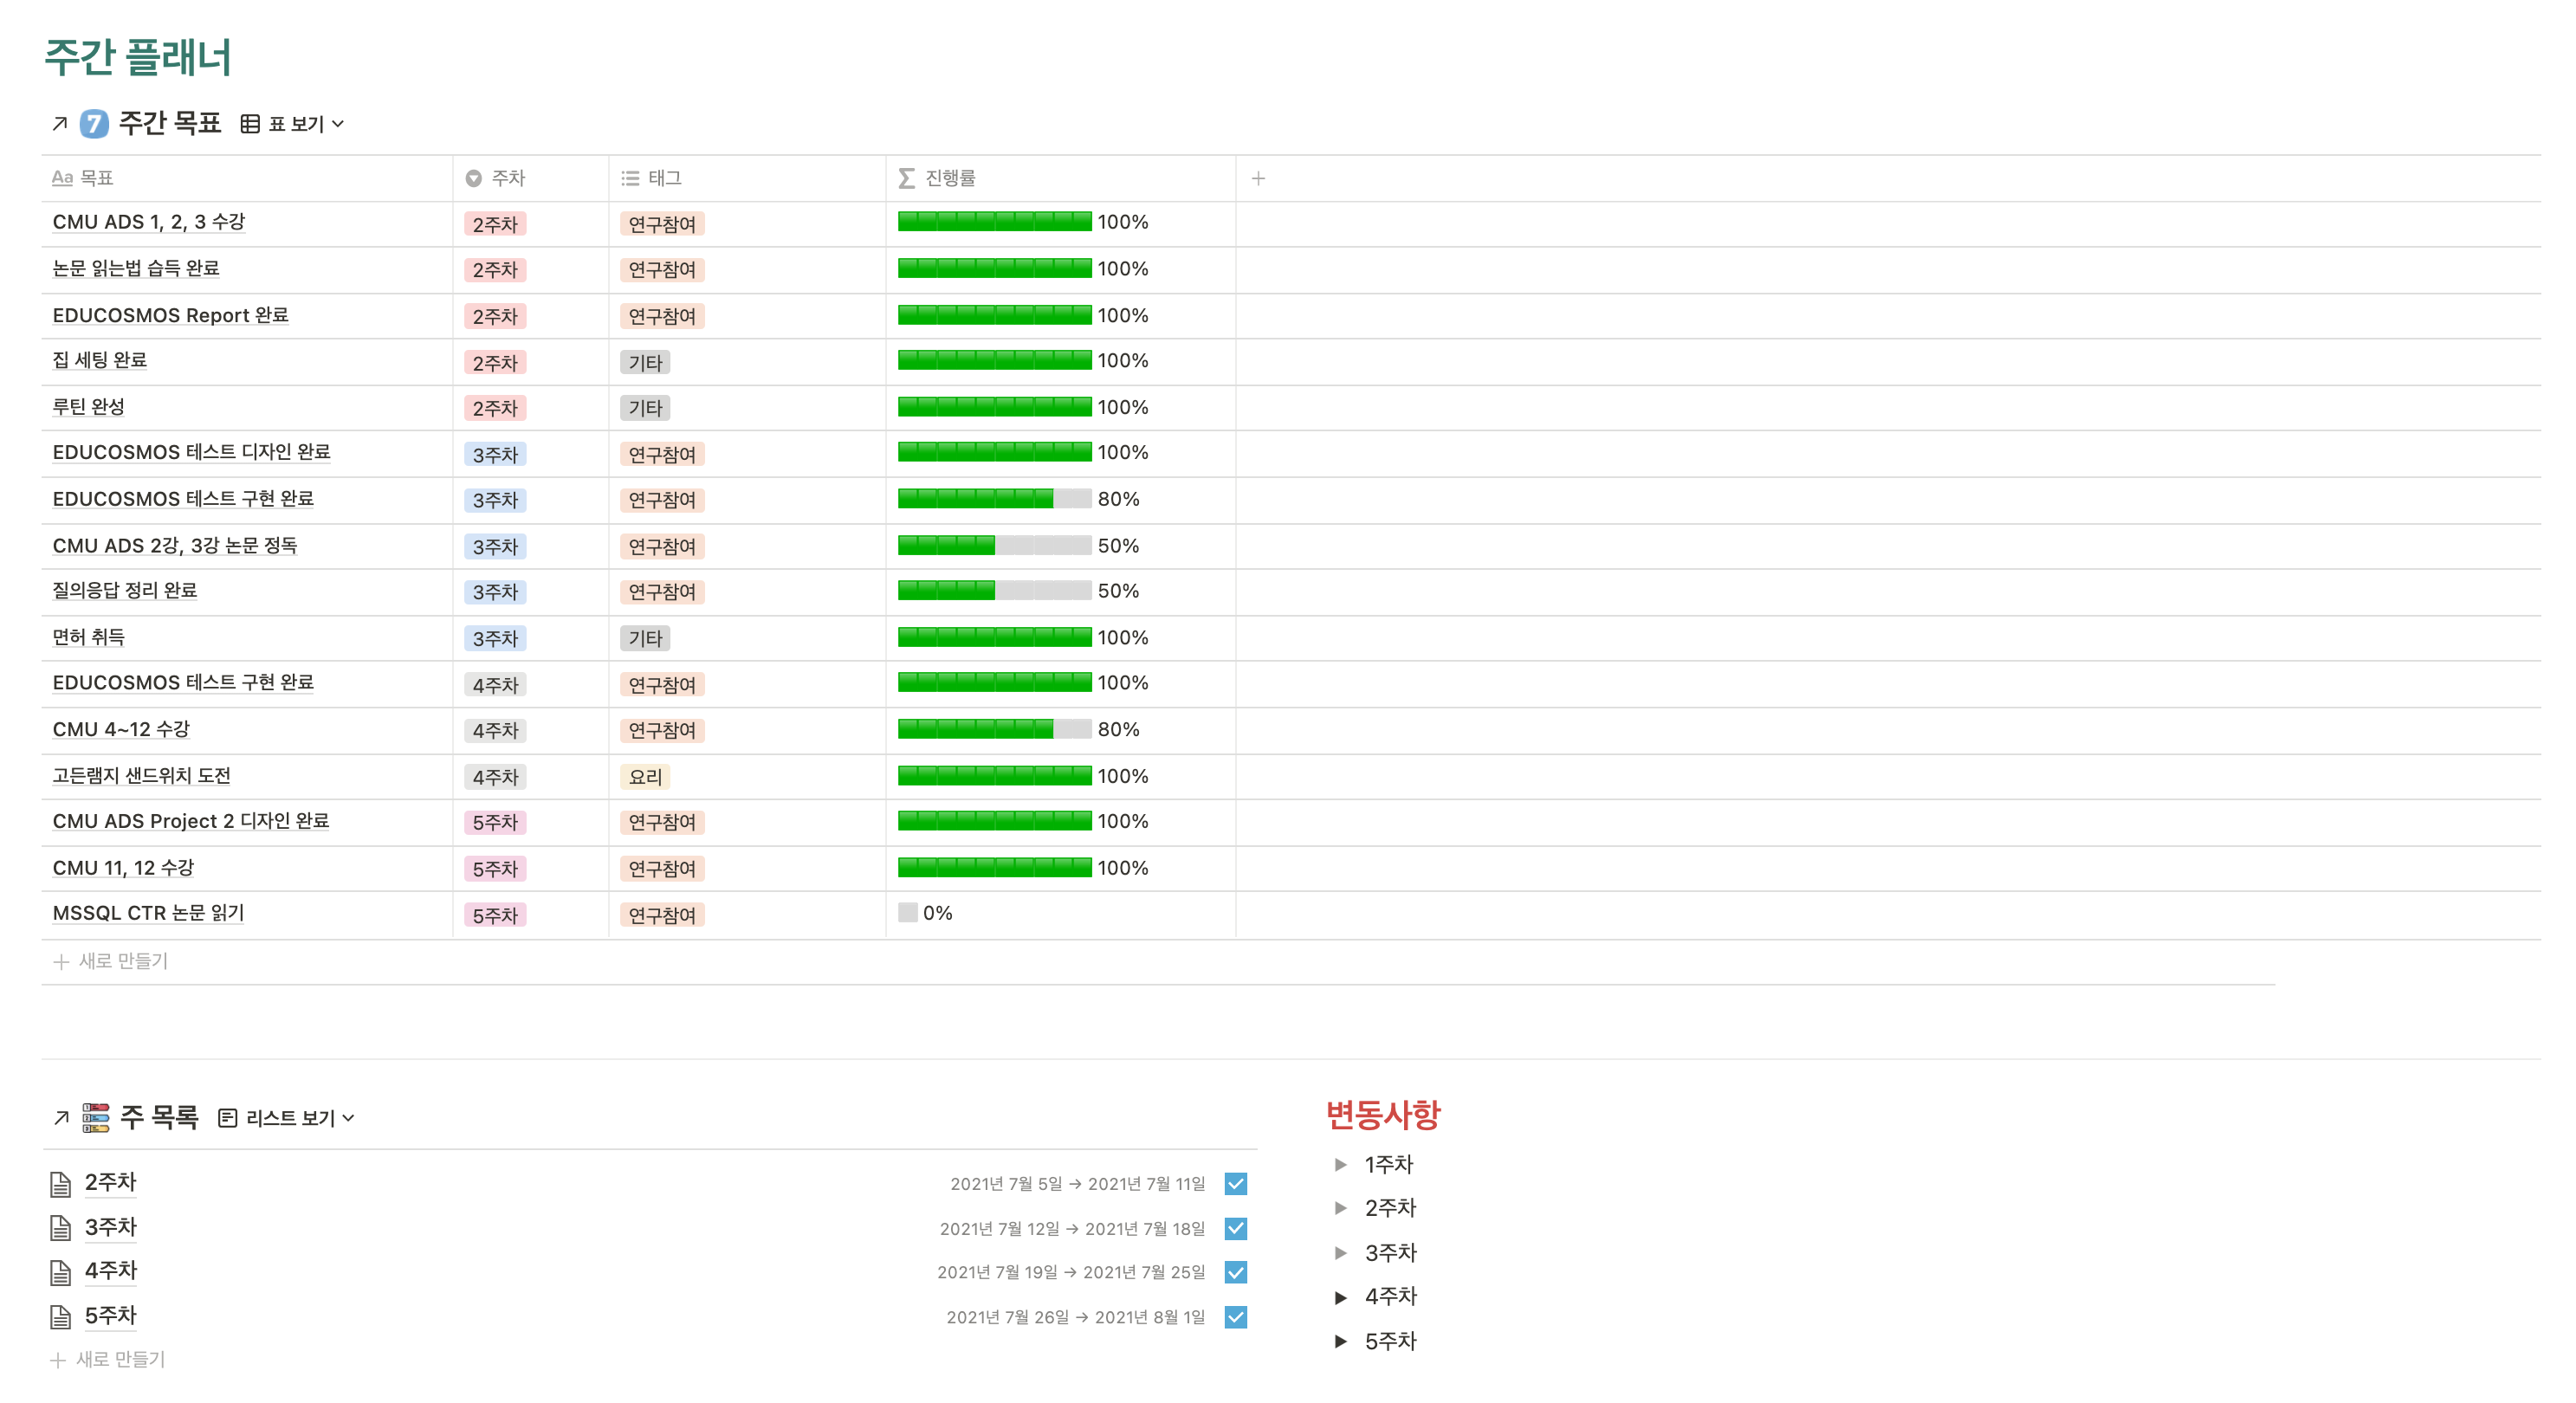 주간 플래너
7 주간 목표 표 보기
Aa 목표 주차 태그 Σ 진행률 +
CMU ADS 1, 2, 3 수강 2주차 연구참여 100%
논문 읽는법 습득 완료 2주차 연구참여 100%
EDUCOSMOS Report 완료 2주차 연구참여 100%
집 세팅 완료 2주차 기타 100%
루틴 완성 2주차 기타 100%
EDUCOSMOS 테스트 디자인 완료 3주차 연구참여 100%
EDUCOSMOS 테스트 구현 완료 3주차 연구참여 80%
CMU ADS 2강, 3강 논문 정독 3주차 연구참여 50%
질의응답 정리 완료 3주차 연구참여 50%
면허 취득 3주차 기타 100%
EDUCOSMOS 테스트 구현 완료 4주차 연구참여 100%
CMU 4~12 수강 4주차 연구참여 80%
고든램지 샌드위치 도전 4주차 요리 100%
CMU ADS Project 2 디자인 완료 5주차 연구참여 100%
CMU 11, 12 수강 5주차 연구참여 100%
MSSQL CTR 논문 읽기 5주차 연구참여 0%
+ 새로 만들기
주 목록 리스트 보기
2주차 2021년 7월 5일 → 2021년 7월 11일
3주차 2021년 7월 12일 → 2021년 7월 18일
4주차 2021년 7월 19일 → 2021년 7월 25일
5주차 2021년 7월 26일 → 2021년 8월 1일
+ 새로 만들기
변동사항
1주차
2주차
3주차
4주차
5주차